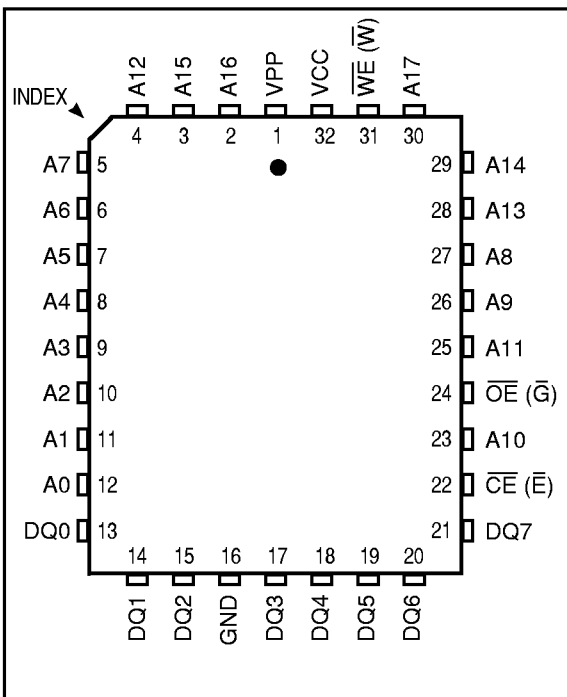 INDEX
A12 A15 A16 VPP VCC W̅E̅ (W̅) A17
4 3 2 1 32 31 30
A7 5 29 A14
A6 6 28 A13
A5 7 27 A8
A4 8 26 A9
A3 9 25 A11
A2 10 24 O̅E̅ (G̅)
A1 11 23 A10
A0 12 22 C̅E̅ (E̅)
DQ0 13 21 DQ7
14 15 16 17 18 19 20
DQ1 DQ2 GND DQ3 DQ4 DQ5 DQ6